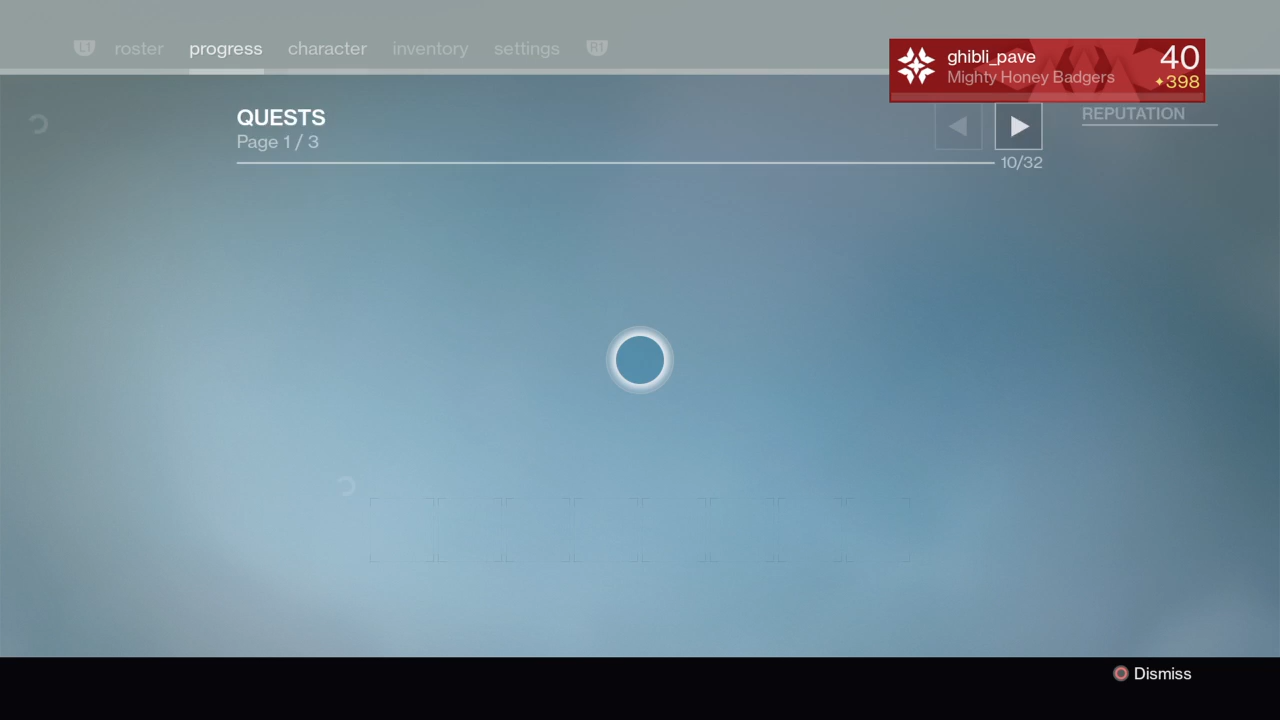 L1 roster progress character inventory settings R1
ghibli_pave 40
Mighty Honey Badgers 398
QUESTS
Page 1 / 3
REPUTATION
10/32
Dismiss